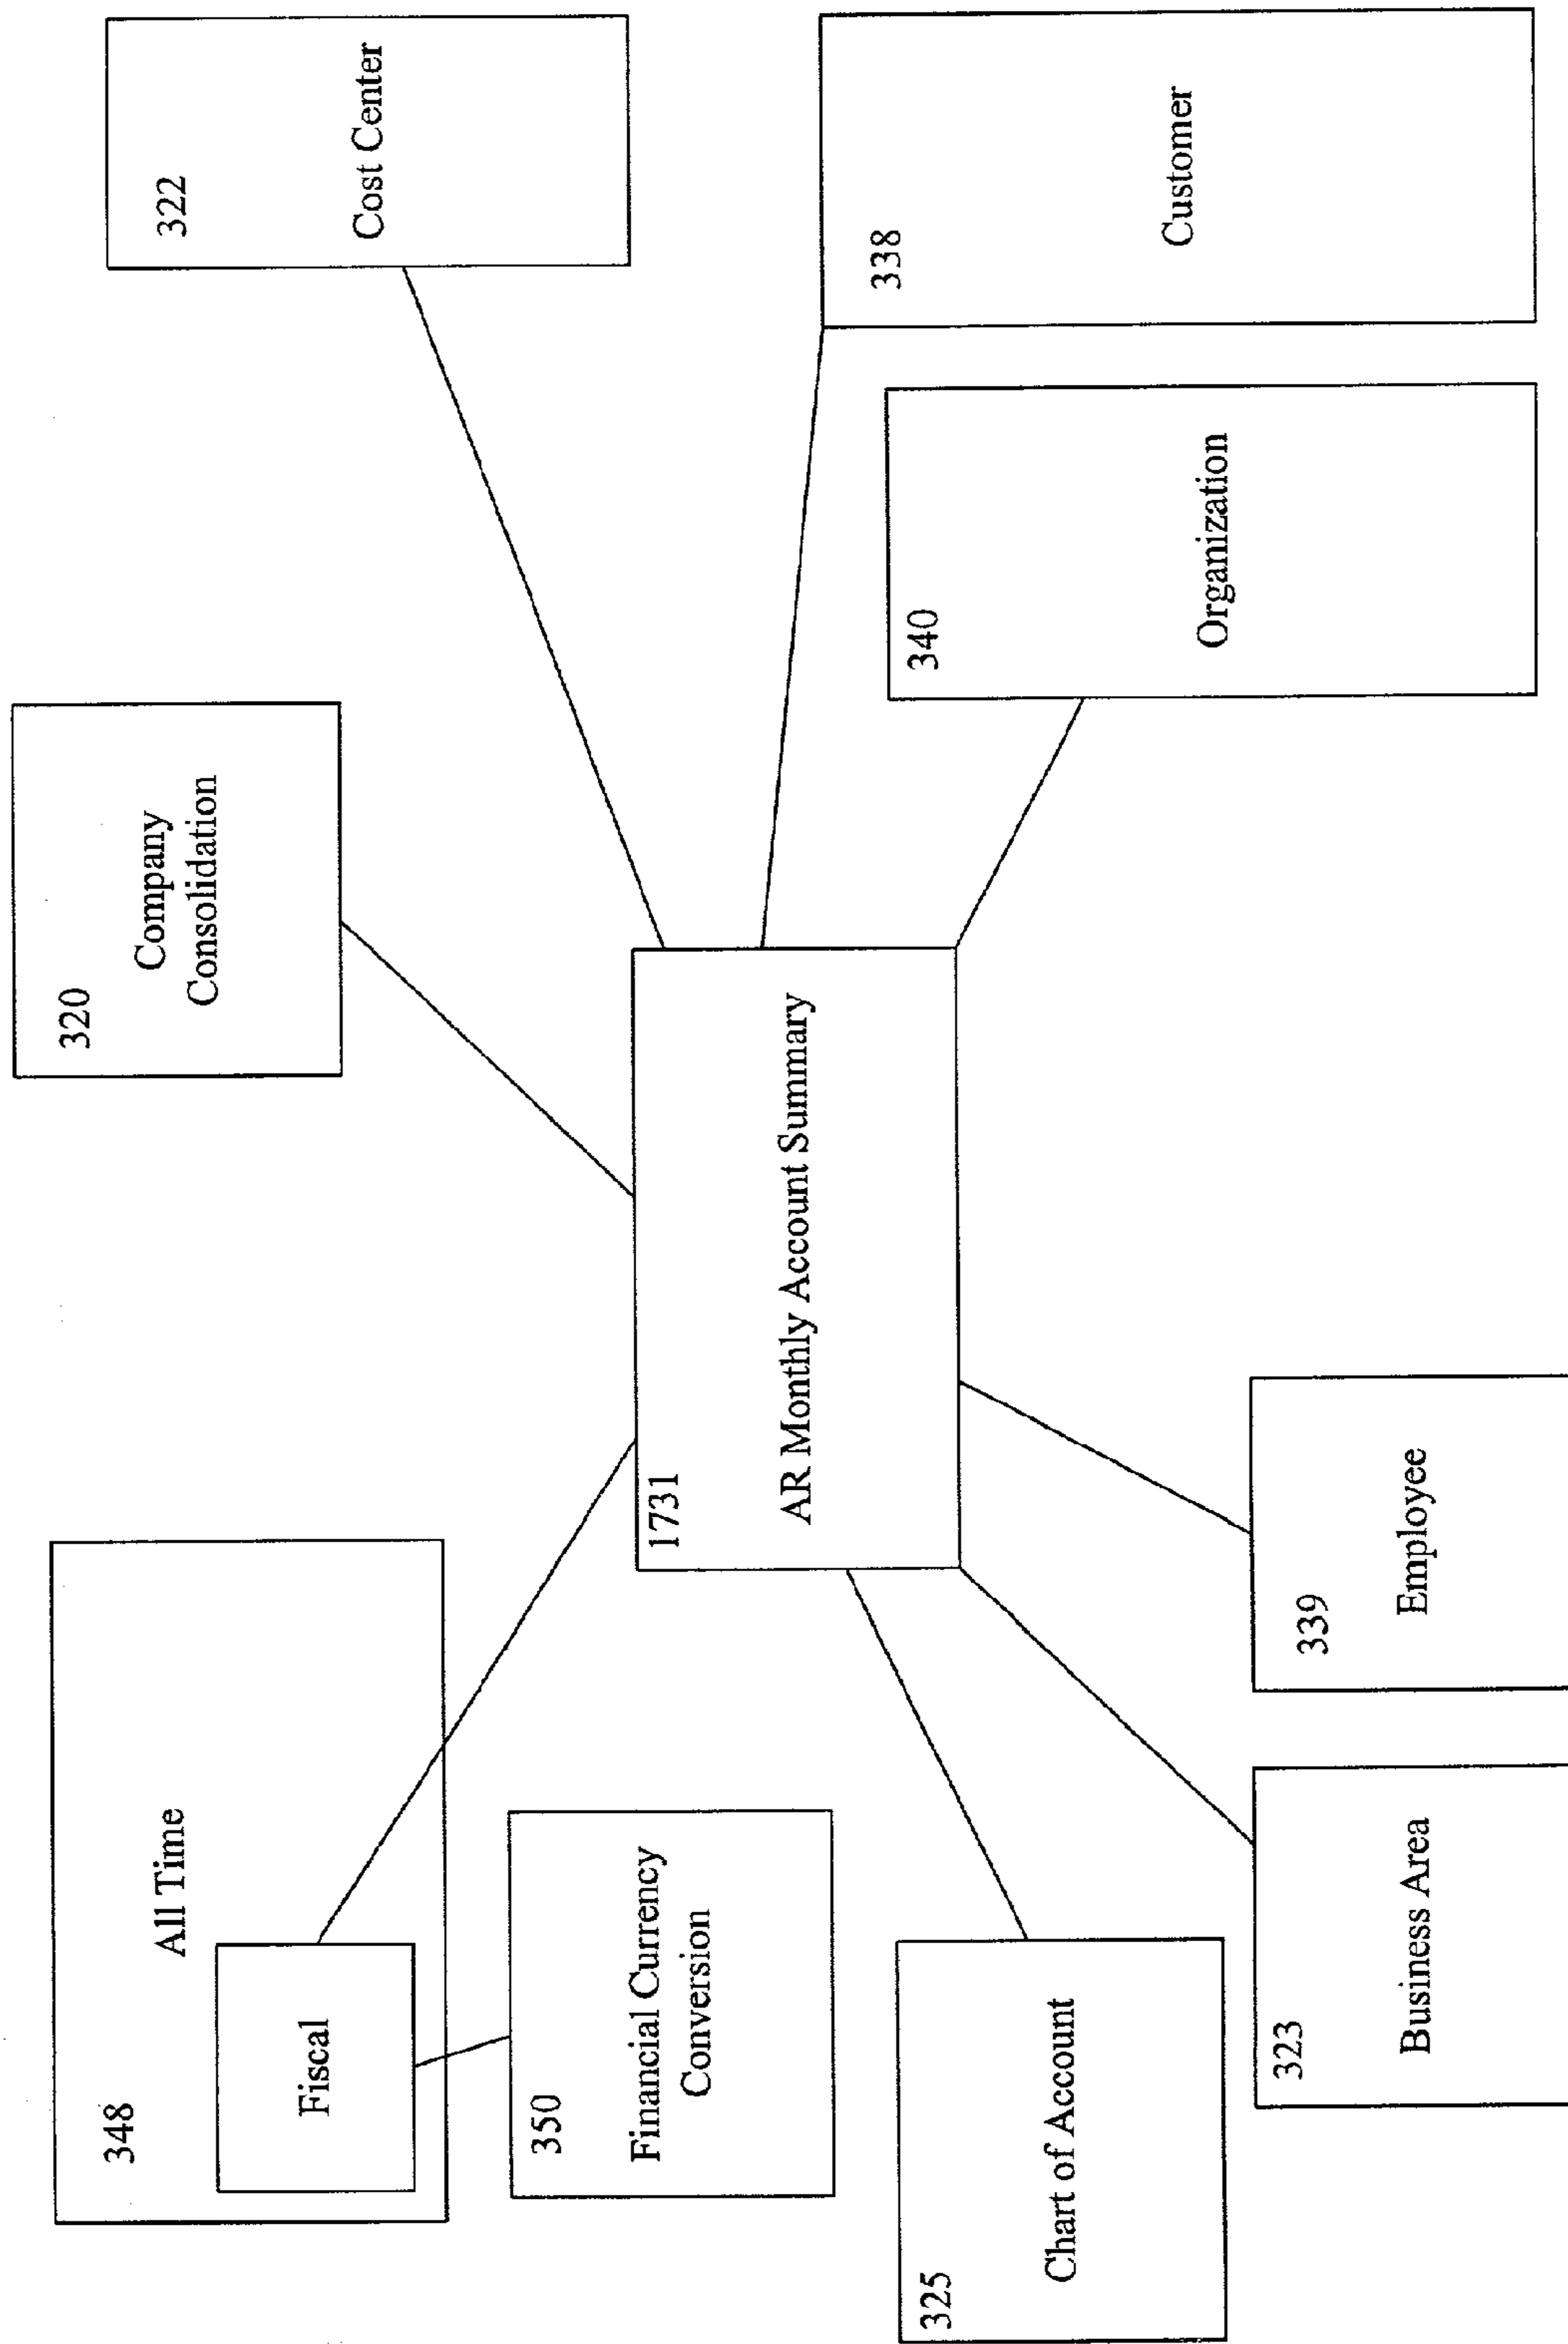 348
All Time
Fiscal
350
Financial Currency
Conversion
325
Chart of Account
323
Business Area
339
Employee
1731
AR Monthly Account Summary
320
Company
Consolidation
340
Organization
322
Cost Center
338
Customer